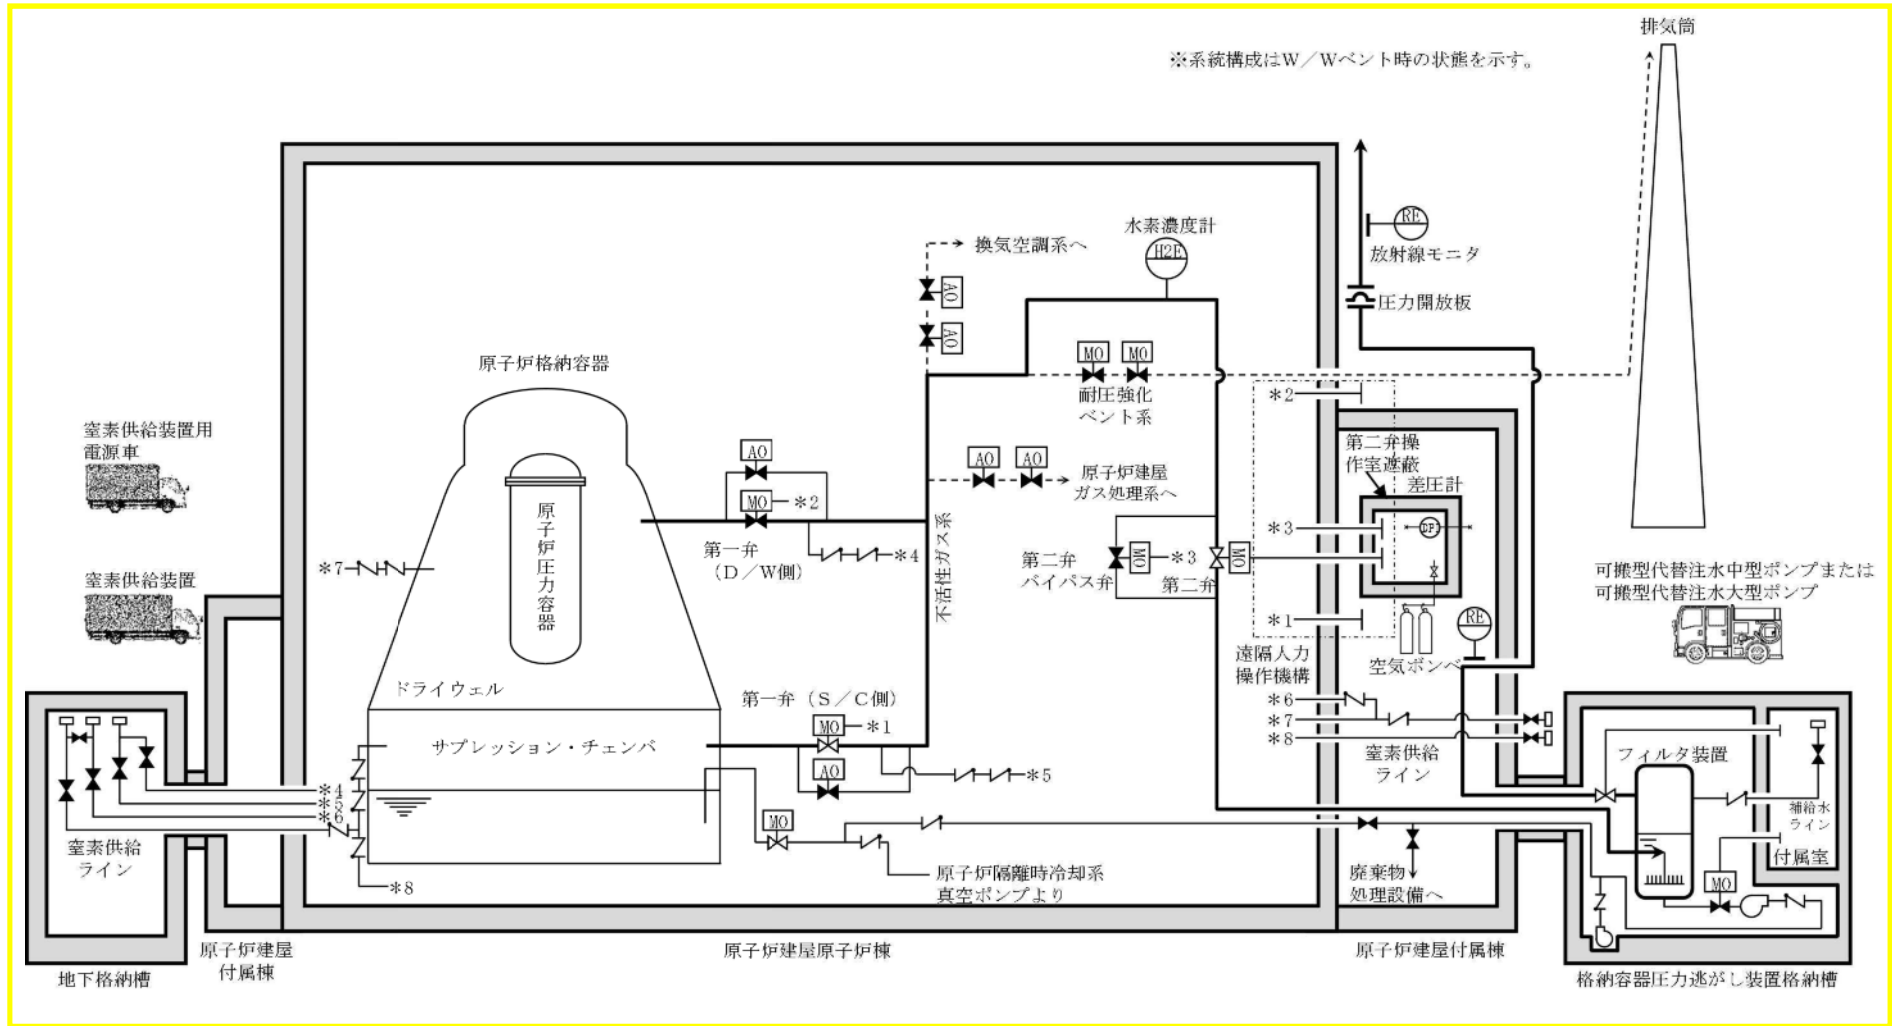 排気筒
※系統構成はW／Wベント時の状態を示す。
水素濃度計
H2E
RE
放射線モニタ
換気空調系へ
AO
AO
圧力開放板
原子炉格納容器
MO
MO
耐圧強化
ベント系
＊2
窒素供給装置用
電源車
AO
MO
＊2
AO
AO
原子炉建屋
ガス処理系へ
第二弁操
作室遮蔽
差圧計
DPI
原子炉圧力容器
＊3
第一弁
（D／W側）
＊4
不活性ガス系
第二弁
バイパス弁
MO
＊3
第二弁
MO
＊7
窒素供給装置
可搬型代替注水中型ポンプまたは
可搬型代替注水大型ポンプ
＊1
RE
遠隔人力
操作機構
空気ボンベ
ドライウェル
第一弁（S／C側）
MO
＊1
＊6
＊7
＊8
サプレッション・チェンバ
AO
＊5
窒素供給
ライン
フィルタ装置
＊4
＊5
＊6
補給水
ライン
MO
窒素供給
ライン
付属室
＊8
原子炉隔離時冷却系
真空ポンプより
廃棄物
処理設備へ
MO
原子炉建屋
付属棟
原子炉建屋原子炉棟
原子炉建屋付属棟
地下格納槽
格納容器圧力逃がし装置格納槽